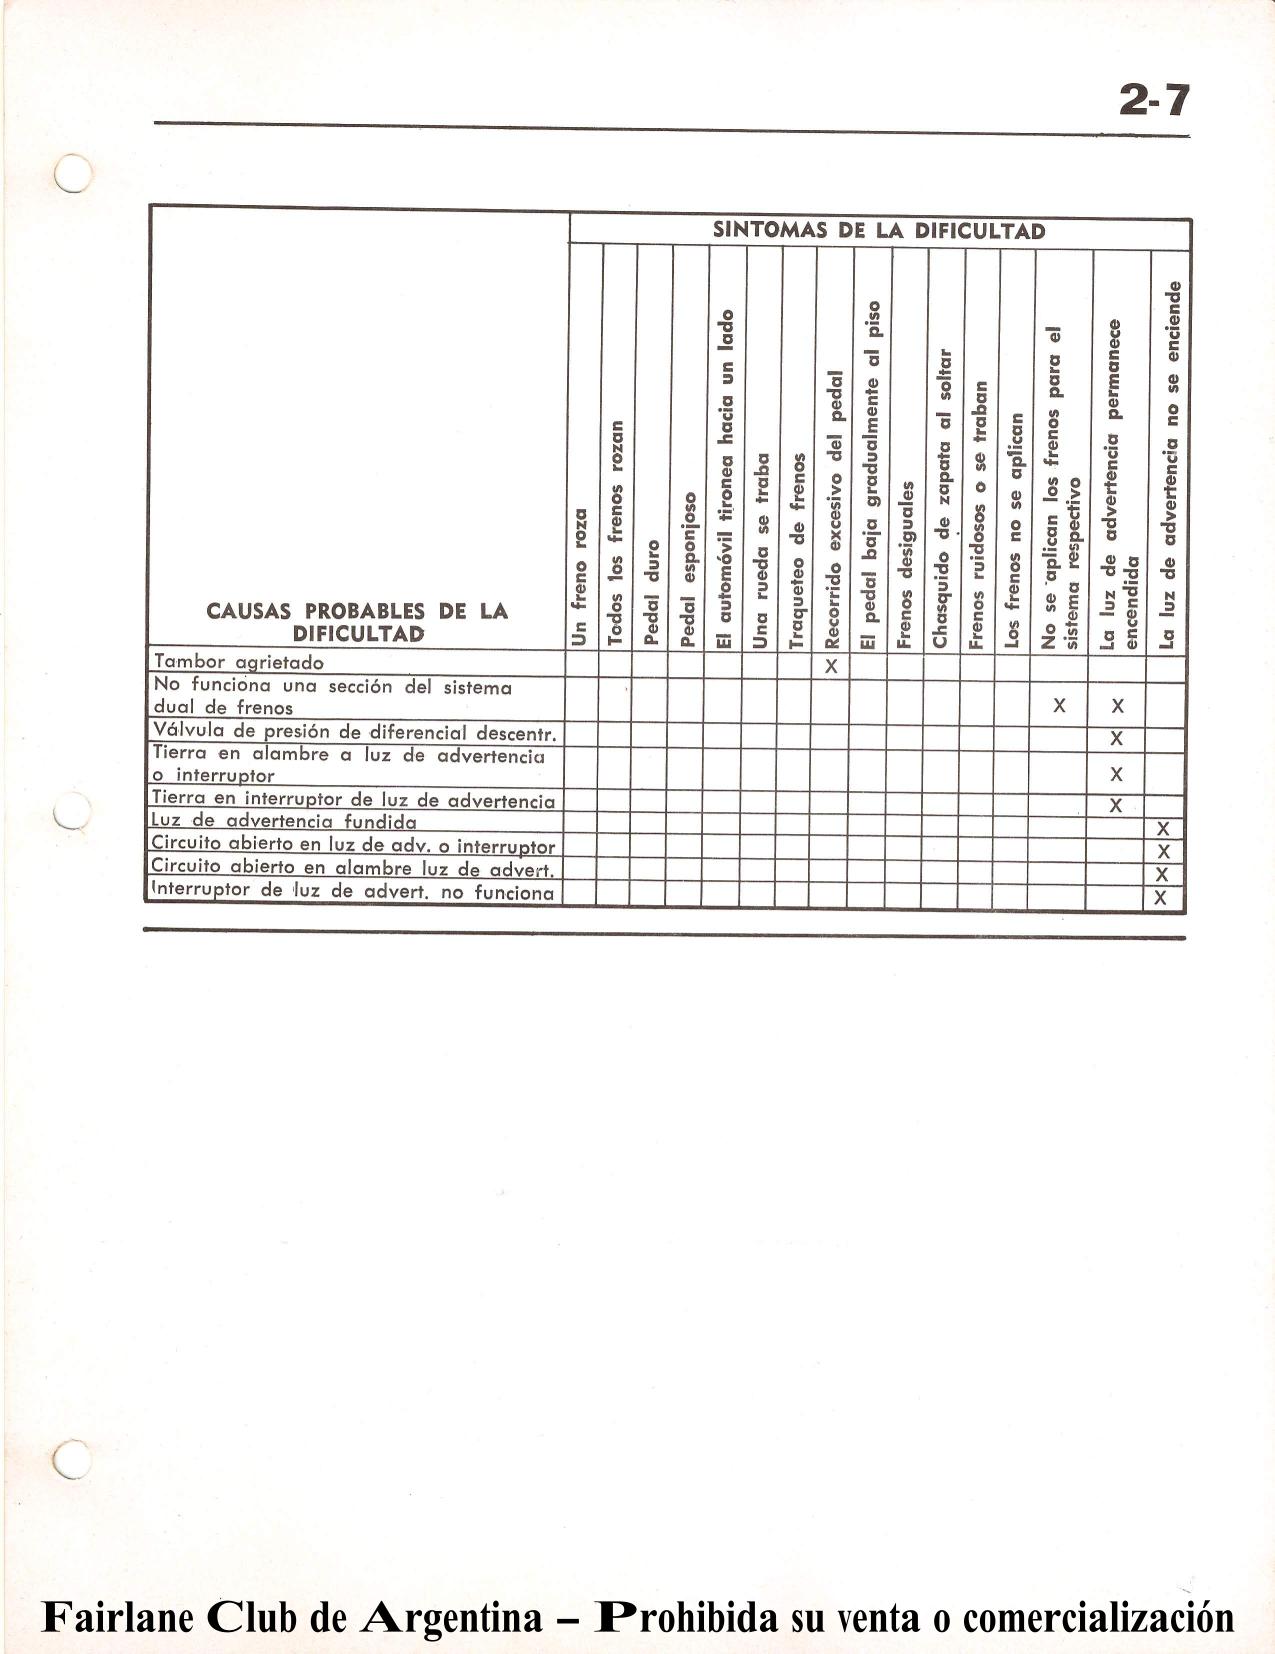 2-7
SINTOMAS DE LA DIFICULTAD
CAUSAS PROBABLES DE LA
DIFICULTAD
Un freno roza
Todos los frenos rozan
Pedal duro
Pedal esponjoso
El automóvil tironea hacia un lado
Una rueda se traba
Traqueteo de frenos
Recorrido excesivo del pedal
El pedal baja gradualmente al piso
Frenos desiguales
Chasquido de zapata al soltar
Frenos ruidosos o se traban
Los frenos no se aplican
No se aplican los frenos para el
sistema respectivo
La luz de advertencia permanece
encendida
La luz de advertencia no se enciende
Tambor agrietado X
No funciona una sección del sistema
dual de frenos X X
Válvula de presión de diferencial descentr. X
Tierra en alambre a luz de advertencia
o interruptor X
Tierra en interruptor de luz de advertencia X
Luz de advertencia fundida X
Circuito abierto en luz de adv. o interruptor X
Circuito abierto en alambre luz de advert. X
Interruptor de luz de advert. no funciona X
Fairlane Club de Argentina – Prohibida su venta o comercialización